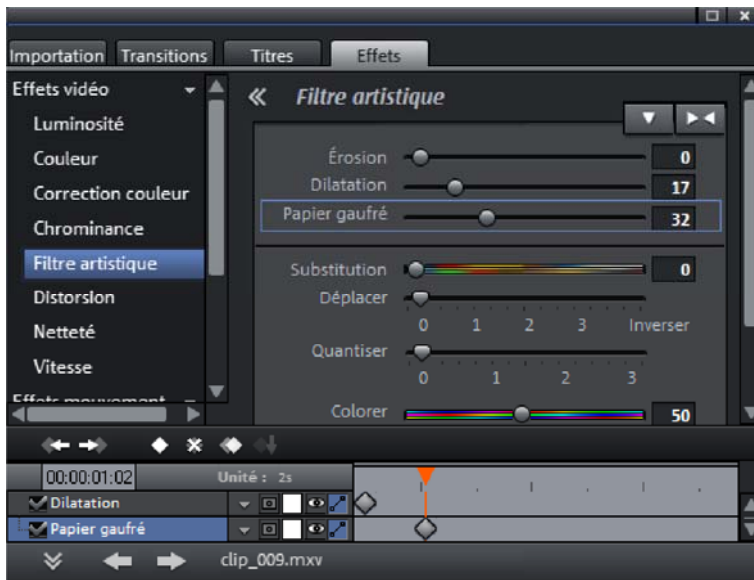 Importation Transitions Titres Effets
Effets vidéo
Luminosité
Couleur
Correction couleur
Chrominance
Filtre artistique
Distorsion
Netteté
Vitesse
Effets mouvement
Filtre artistique
Érosion 0
Dilatation 17
Papier gaufré 32
Substitution 0
Déplacer
0 1 2 3 Inverser
Quantiser
0 1 2 3
Colorer 50
00:00:01:02 Unité : 2s
Dilatation
Papier gaufré
clip_009.mxv